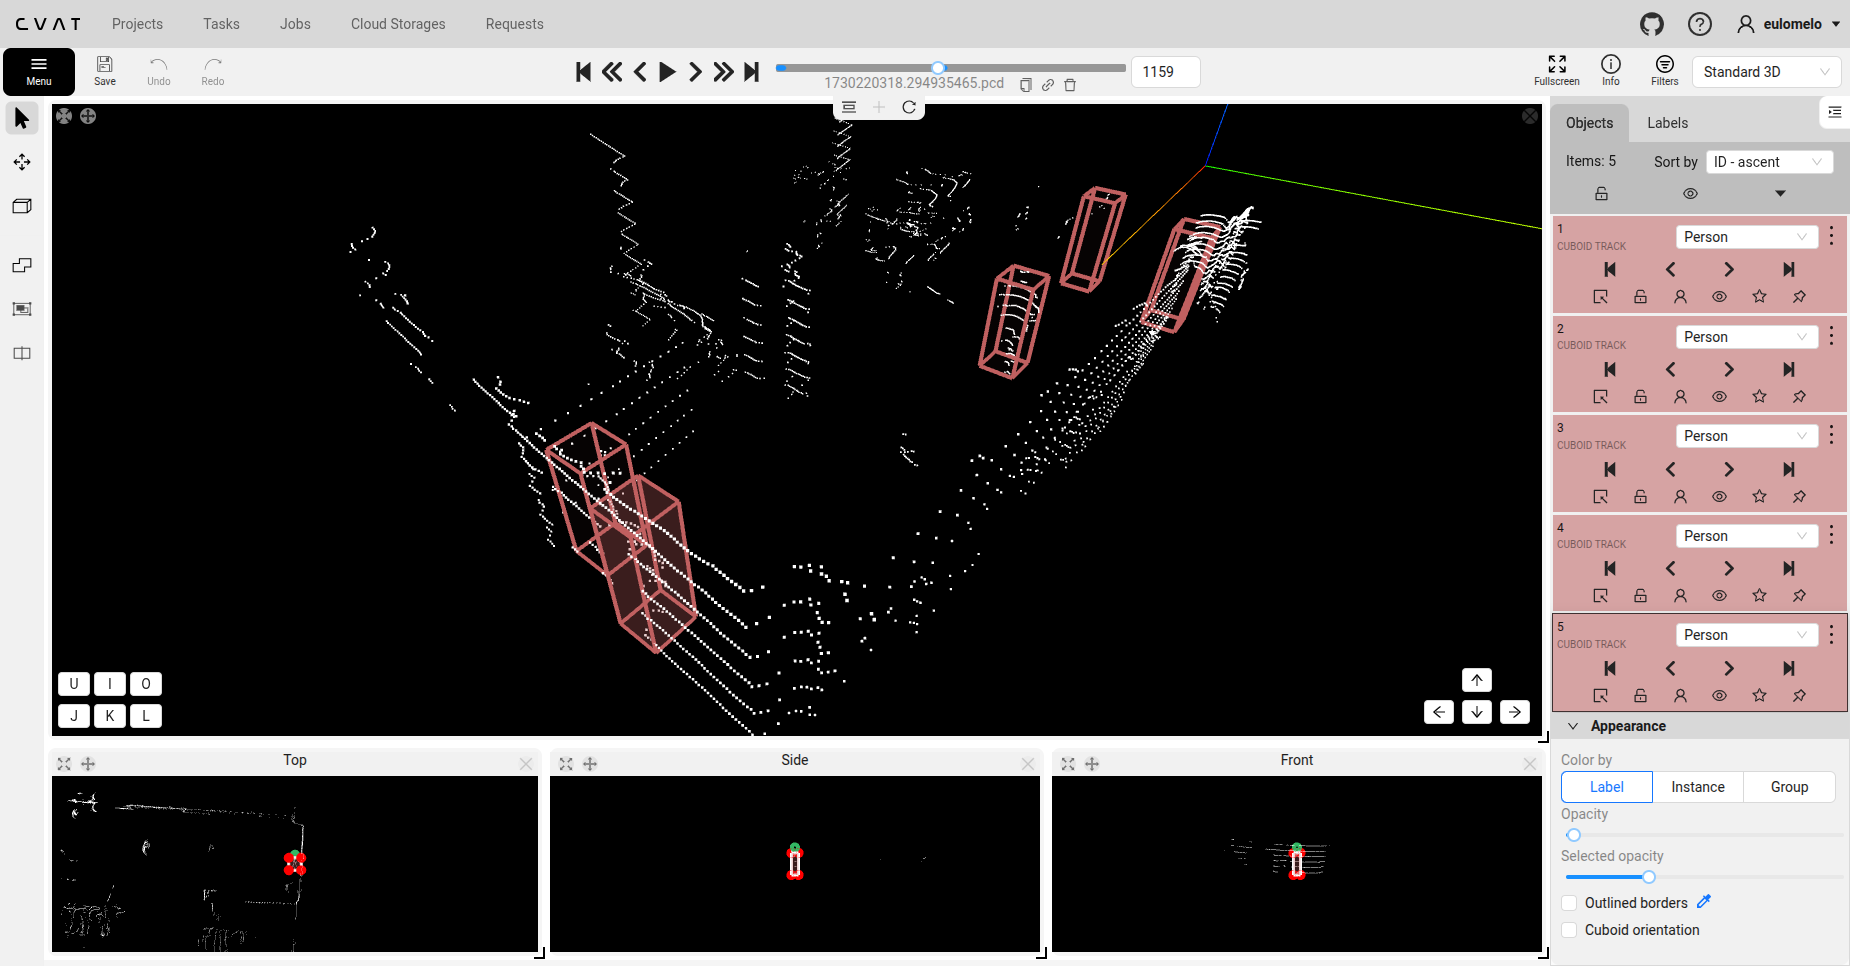 CVAT Projects Tasks Jobs Cloud Storages Requests eulomelo
Menu Save Undo Redo 1159 Fullscreen Info Filters Standard 3D
1730220318.294935465.pcd
Objects Labels
Items: 5 Sort by ID - ascent
1 Person
CUBOID TRACK
2 Person
CUBOID TRACK
3 Person
CUBOID TRACK
4 Person
CUBOID TRACK
5 Person
CUBOID TRACK
U I O
J K L
Appearance
Color by
Label Instance Group
Opacity
Selected opacity
Outlined borders
Cuboid orientation
Top Side Front